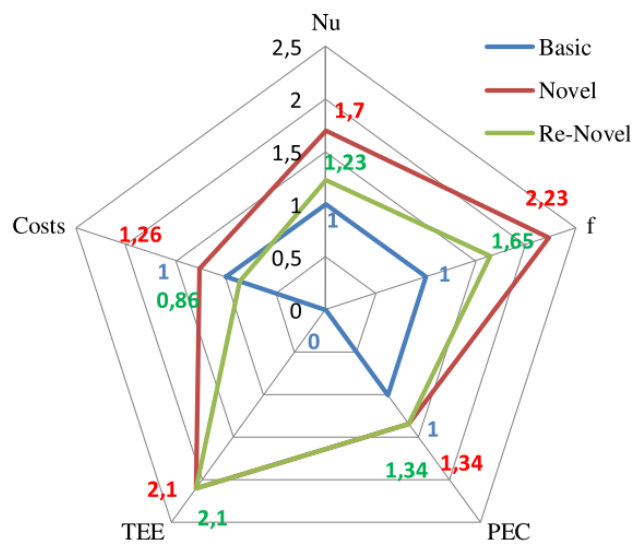 Nu
2,5
Basic
2
Novel
1,7
1,5
Re-Novel
1,23
2,23
1
1
f
Costs
1,26
1,65
1
1
0,5
0,86
0
0
1
1,34
1,34
2,1
2,1
TEE
PEC